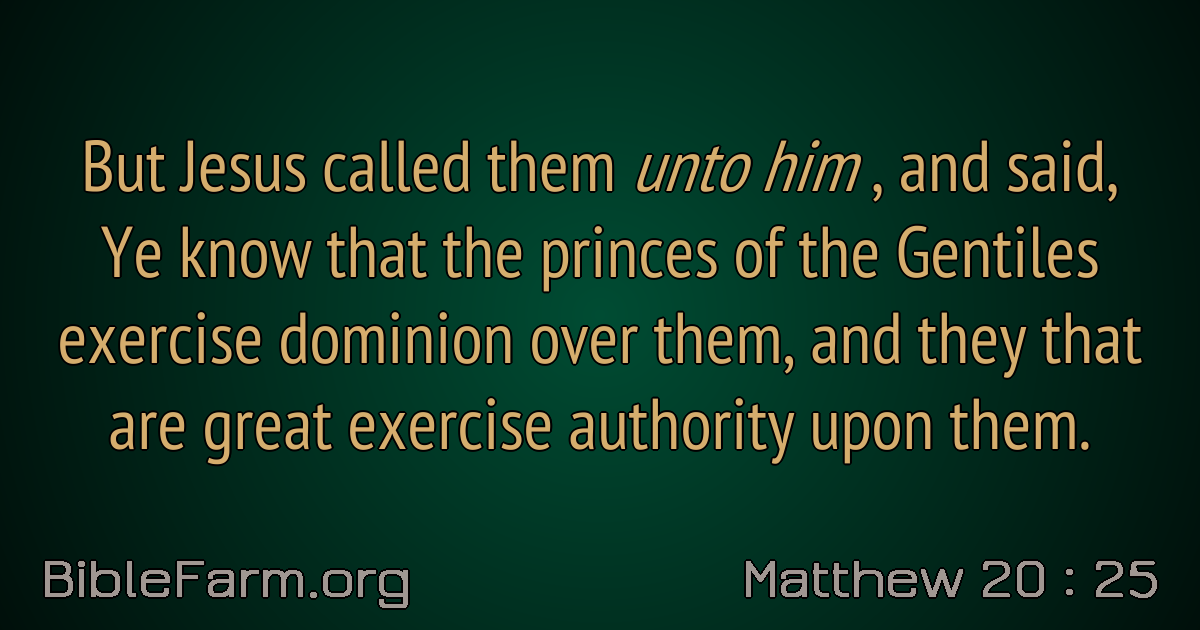 But Jesus called them unto him , and said,
Ye know that the princes of the Gentiles
exercise dominion over them, and they that
are great exercise authority upon them.
BibleFarm.org
Matthew 20 : 25